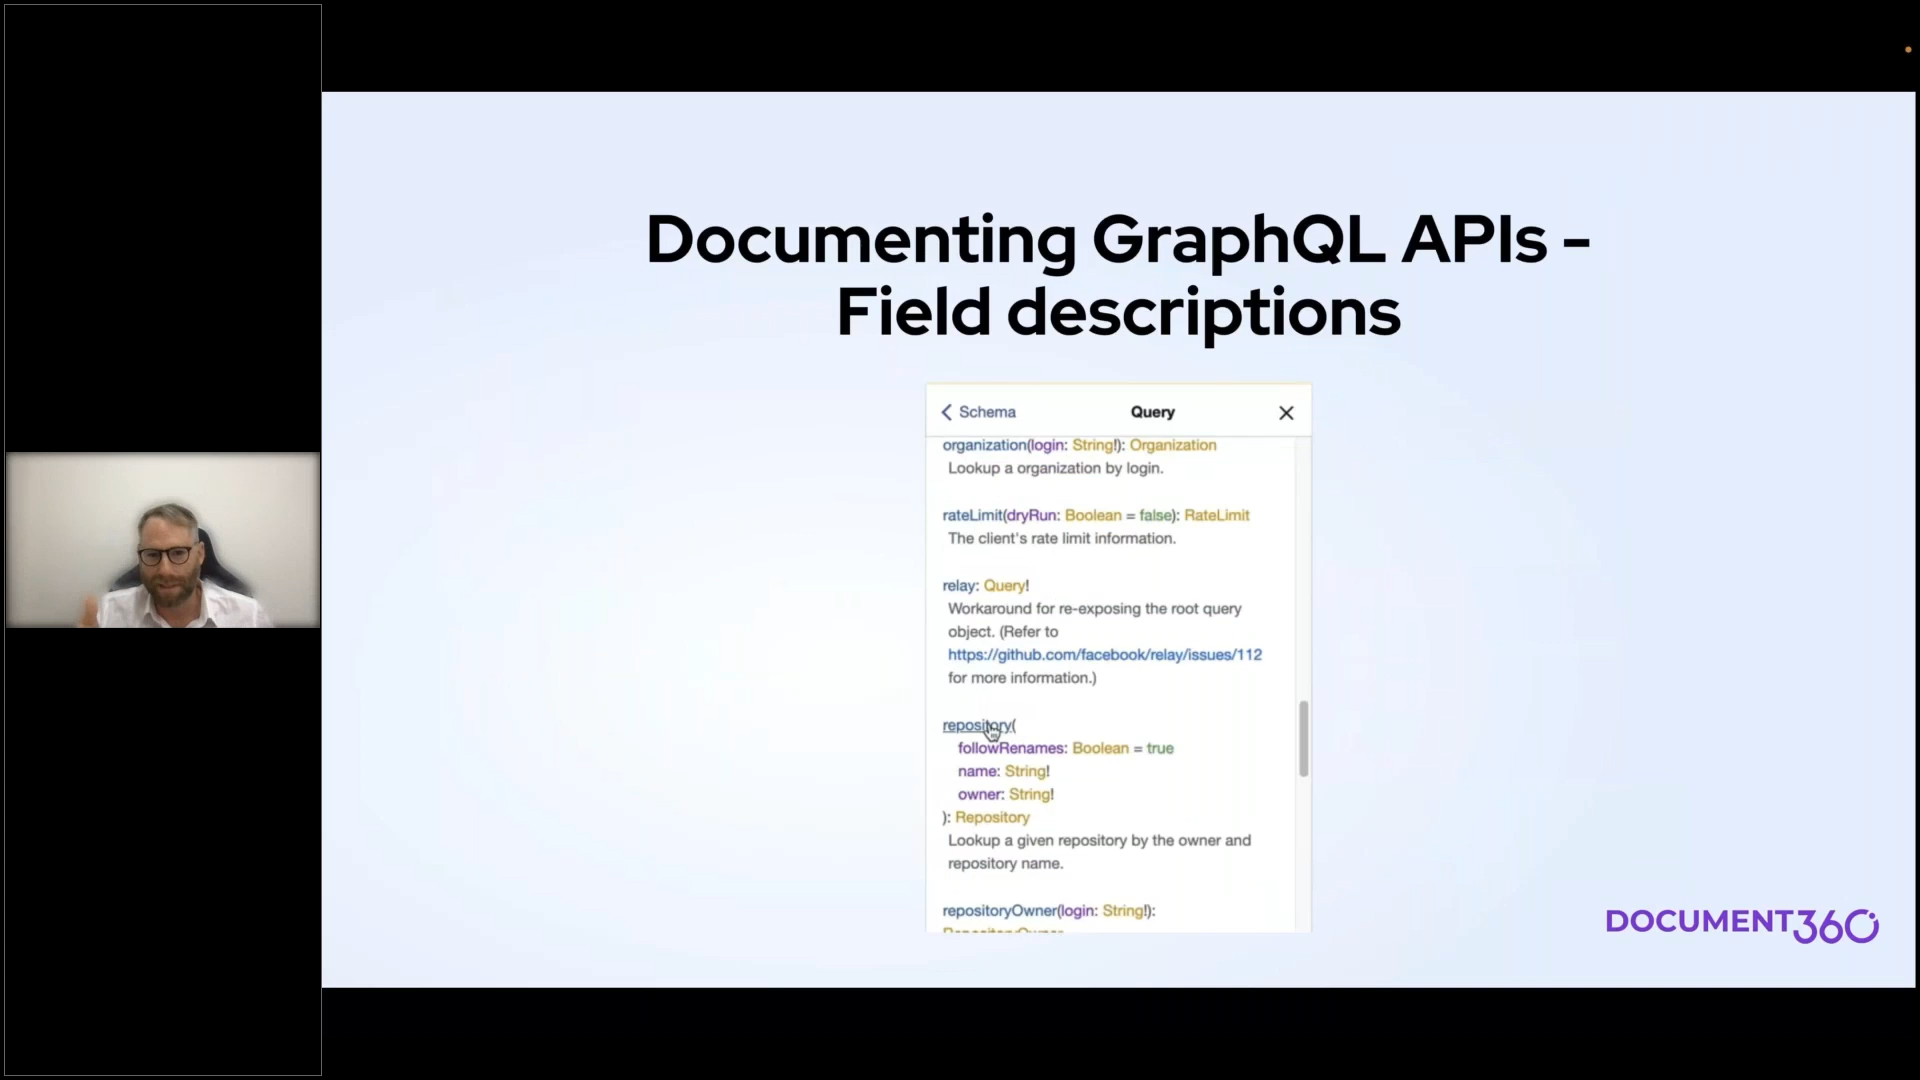 Documenting GraphQL APIs -
Field descriptions
Schema
Query
organization(login: String!): Organization
Lookup a organization by login.
rateLimit(dryRun: Boolean = false): RateLimit
The client's rate limit information.
relay: Query!
Workaround for re-exposing the root query
object. (Refer to
https://github.com/facebook/relay/issues/112
for more information.)
repository(
followRenames: Boolean = true
name: String!
owner: String!
): Repository
Lookup a given repository by the owner and
repository name.
repositoryOwner(login: String!):
RepositoryOwner
DOCUMENT360